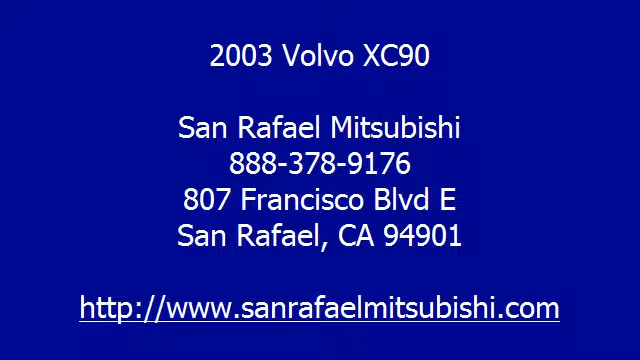 2003 Volvo XC90
San Rafael Mitsubishi
888-378-9176
807 Francisco Blvd E
San Rafael, CA 94901
http://www.sanrafaelmitsubishi.com